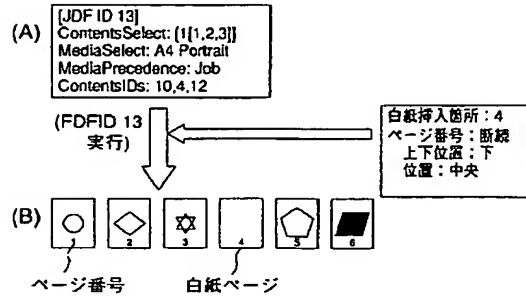 (A)
[JDF ID 13]
ContentsSelect: {1[1,2,3]}
MediaSelect: A4 Portrait
MediaPrecedence: Job
ContentsIDs: 10,4,12
(FDFID 13
実行)
白紙挿入箇所：4
ページ番号：断続
上下位置：下
位置：中央
(B)
1 2 3 4 5 6
ページ番号
白紙ページ